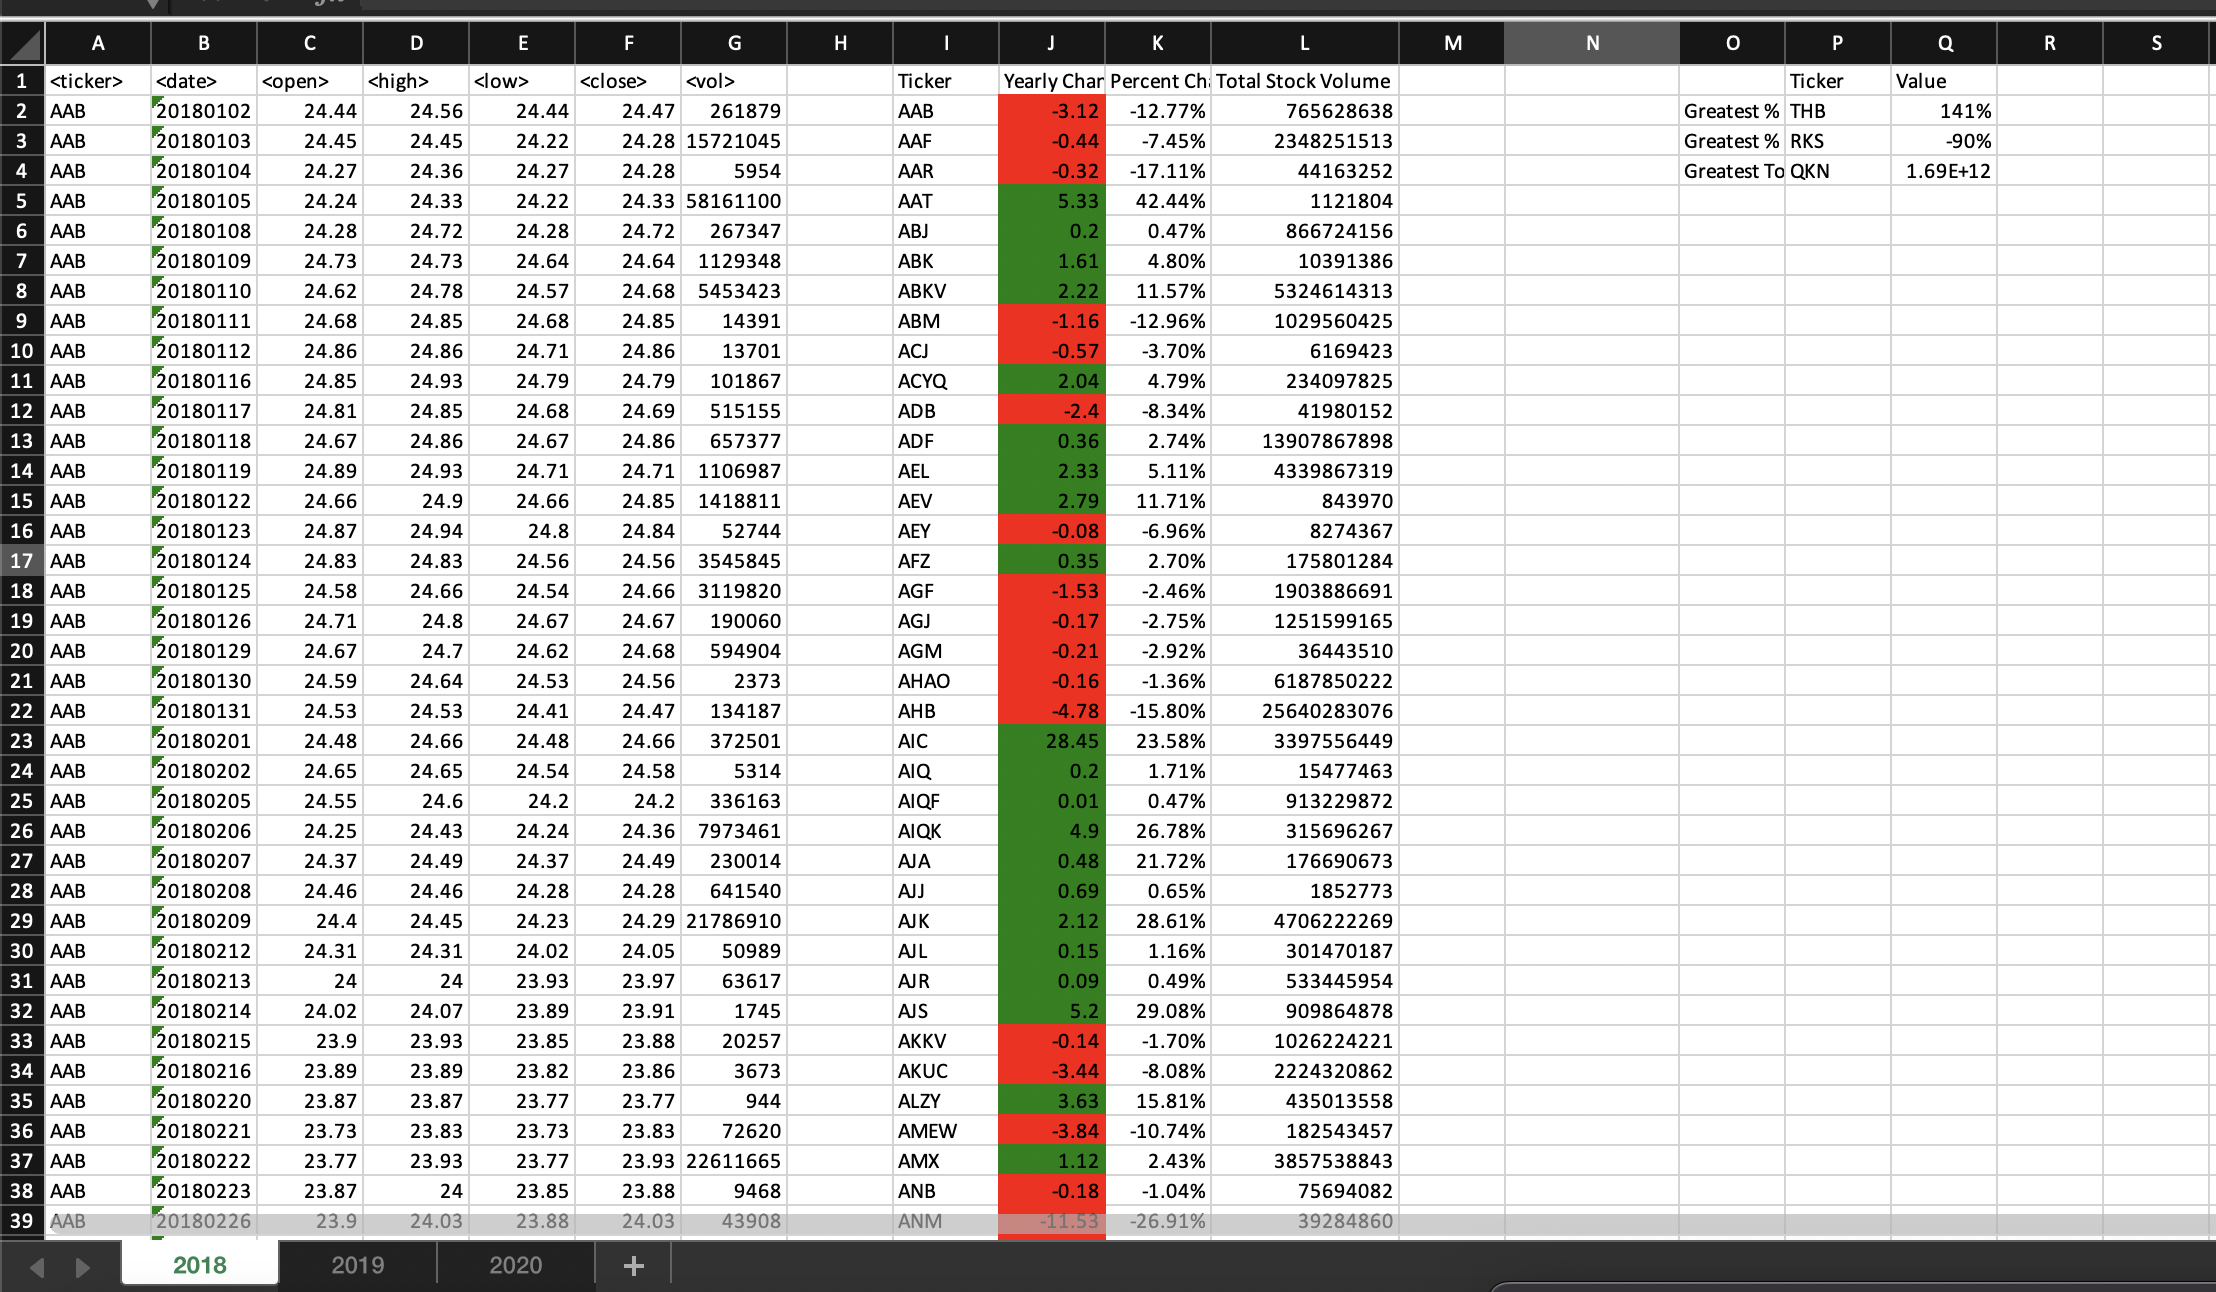 A B C D E F G H I J K L M N O P Q R S
1 <ticker> <date> <open> <high> <low> <close> <vol> Ticker Yearly Char Percent Ch Total Stock Volume Ticker Value
2 AAB 20180102 24.44 24.56 24.44 24.47 261879 AAB -3.12 -12.77% 765628638 Greatest % THB 141%
3 AAB 20180103 24.45 24.45 24.22 24.28 15721045 AAF -0.44 -7.45% 2348251513 Greatest % RKS -90%
4 AAB 20180104 24.27 24.36 24.27 24.28 5954 AAR -0.32 -17.11% 44163252 Greatest To QKN 1.69E+12
5 AAB 20180105 24.24 24.33 24.22 24.33 58161100 AAT 5.33 42.44% 1121804
6 AAB 20180108 24.28 24.72 24.28 24.72 267347 ABJ 0.2 0.47% 866724156
7 AAB 20180109 24.73 24.73 24.64 24.64 1129348 ABK 1.61 4.80% 10391386
8 AAB 20180110 24.62 24.78 24.57 24.68 5453423 ABKV 2.22 11.57% 5324614313
9 AAB 20180111 24.68 24.85 24.68 24.85 14391 ABM -1.16 -12.96% 1029560425
10 AAB 20180112 24.86 24.86 24.71 24.86 13701 ACJ -0.57 -3.70% 6169423
11 AAB 20180116 24.85 24.93 24.79 24.79 101867 ACYQ 2.04 4.79% 234097825
12 AAB 20180117 24.81 24.85 24.68 24.69 515155 ADB -2.4 -8.34% 41980152
13 AAB 20180118 24.67 24.86 24.67 24.86 657377 ADF 0.36 2.74% 13907867898
14 AAB 20180119 24.89 24.93 24.71 24.71 1106987 AEL 2.33 5.11% 4339867319
15 AAB 20180122 24.66 24.9 24.66 24.85 1418811 AEV 2.79 11.71% 843970
16 AAB 20180123 24.87 24.94 24.8 24.84 52744 AEY -0.08 -6.96% 8274367
17 AAB 20180124 24.83 24.83 24.56 24.56 3545845 AFZ 0.35 2.70% 175801284
18 AAB 20180125 24.58 24.66 24.54 24.66 3119820 AGF -1.53 -2.46% 1903886691
19 AAB 20180126 24.71 24.8 24.67 24.67 190060 AGJ -0.17 -2.75% 1251599165
20 AAB 20180129 24.67 24.7 24.62 24.68 594904 AGM -0.21 -2.92% 36443510
21 AAB 20180130 24.59 24.64 24.53 24.56 2373 AHAO -0.16 -1.36% 6187850222
22 AAB 20180131 24.53 24.53 24.41 24.47 134187 AHB -4.78 -15.80% 25640283076
23 AAB 20180201 24.48 24.66 24.48 24.66 372501 AIC 28.45 23.58% 3397556449
24 AAB 20180202 24.65 24.65 24.54 24.58 5314 AIQ 0.2 1.71% 15477463
25 AAB 20180205 24.55 24.6 24.2 24.2 336163 AIQF 0.01 0.47% 913229872
26 AAB 20180206 24.25 24.43 24.24 24.36 7973461 AIQK 4.9 26.78% 315696267
27 AAB 20180207 24.37 24.49 24.37 24.49 230014 AJA 0.48 21.72% 176690673
28 AAB 20180208 24.46 24.46 24.28 24.28 641540 AJJ 0.69 0.65% 1852773
29 AAB 20180209 24.4 24.45 24.23 24.29 21786910 AJK 2.12 28.61% 4706222269
30 AAB 20180212 24.31 24.31 24.02 24.05 50989 AJL 0.15 1.16% 301470187
31 AAB 20180213 24 24 23.93 23.97 63617 AJR 0.09 0.49% 533445954
32 AAB 20180214 24.02 24.07 23.89 23.91 1745 AJS 5.2 29.08% 909864878
33 AAB 20180215 23.9 23.93 23.85 23.88 20257 AKKV -0.14 -1.70% 1026224221
34 AAB 20180216 23.89 23.89 23.82 23.86 3673 AKUC -3.44 -8.08% 2224320862
35 AAB 20180220 23.87 23.87 23.77 23.77 944 ALZY 3.63 15.81% 435013558
36 AAB 20180221 23.73 23.83 23.73 23.83 72620 AMEW -3.84 -10.74% 182543457
37 AAB 20180222 23.77 23.93 23.77 23.93 22611665 AMX 1.12 2.43% 3857538843
38 AAB 20180223 23.87 24 23.85 23.88 9468 ANB -0.18 -1.04% 75694082
39 AAB 20180226 23.9 24.03 23.88 24.03 43908 ANM -11.53 -26.91% 39284860
2018 2019 2020 +